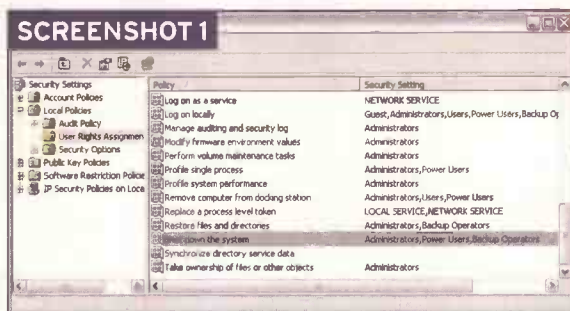 SCREENSHOT 1
Security Settings
Account Policies
Local Policies
Audit Policy
User Rights Assignmen
Security Options
Public Key Policies
Software Restriction Policie
IP Security Policies on Loca
Policy Security Setting
Log on as a service NETWORK SERVICE
Log on locally Guest,Administrators,Users,Power Users,Backup Op
Manage auditing and security log Administrators
Modify firmware environment values Administrators
Perform volume maintenance tasks Administrators
Profile single process Administrators,Power Users
Profile system performance Administrators
Remove computer from docking station Administrators,Users,Power Users
Replace a process level token LOCAL SERVICE,NETWORK SERVICE
Restore files and directories Administrators,Backup Operators
Shut down the system Administrators,Power Users,Backup Operators
Synchronize directory service data
Take ownership of files or other objects Administrators